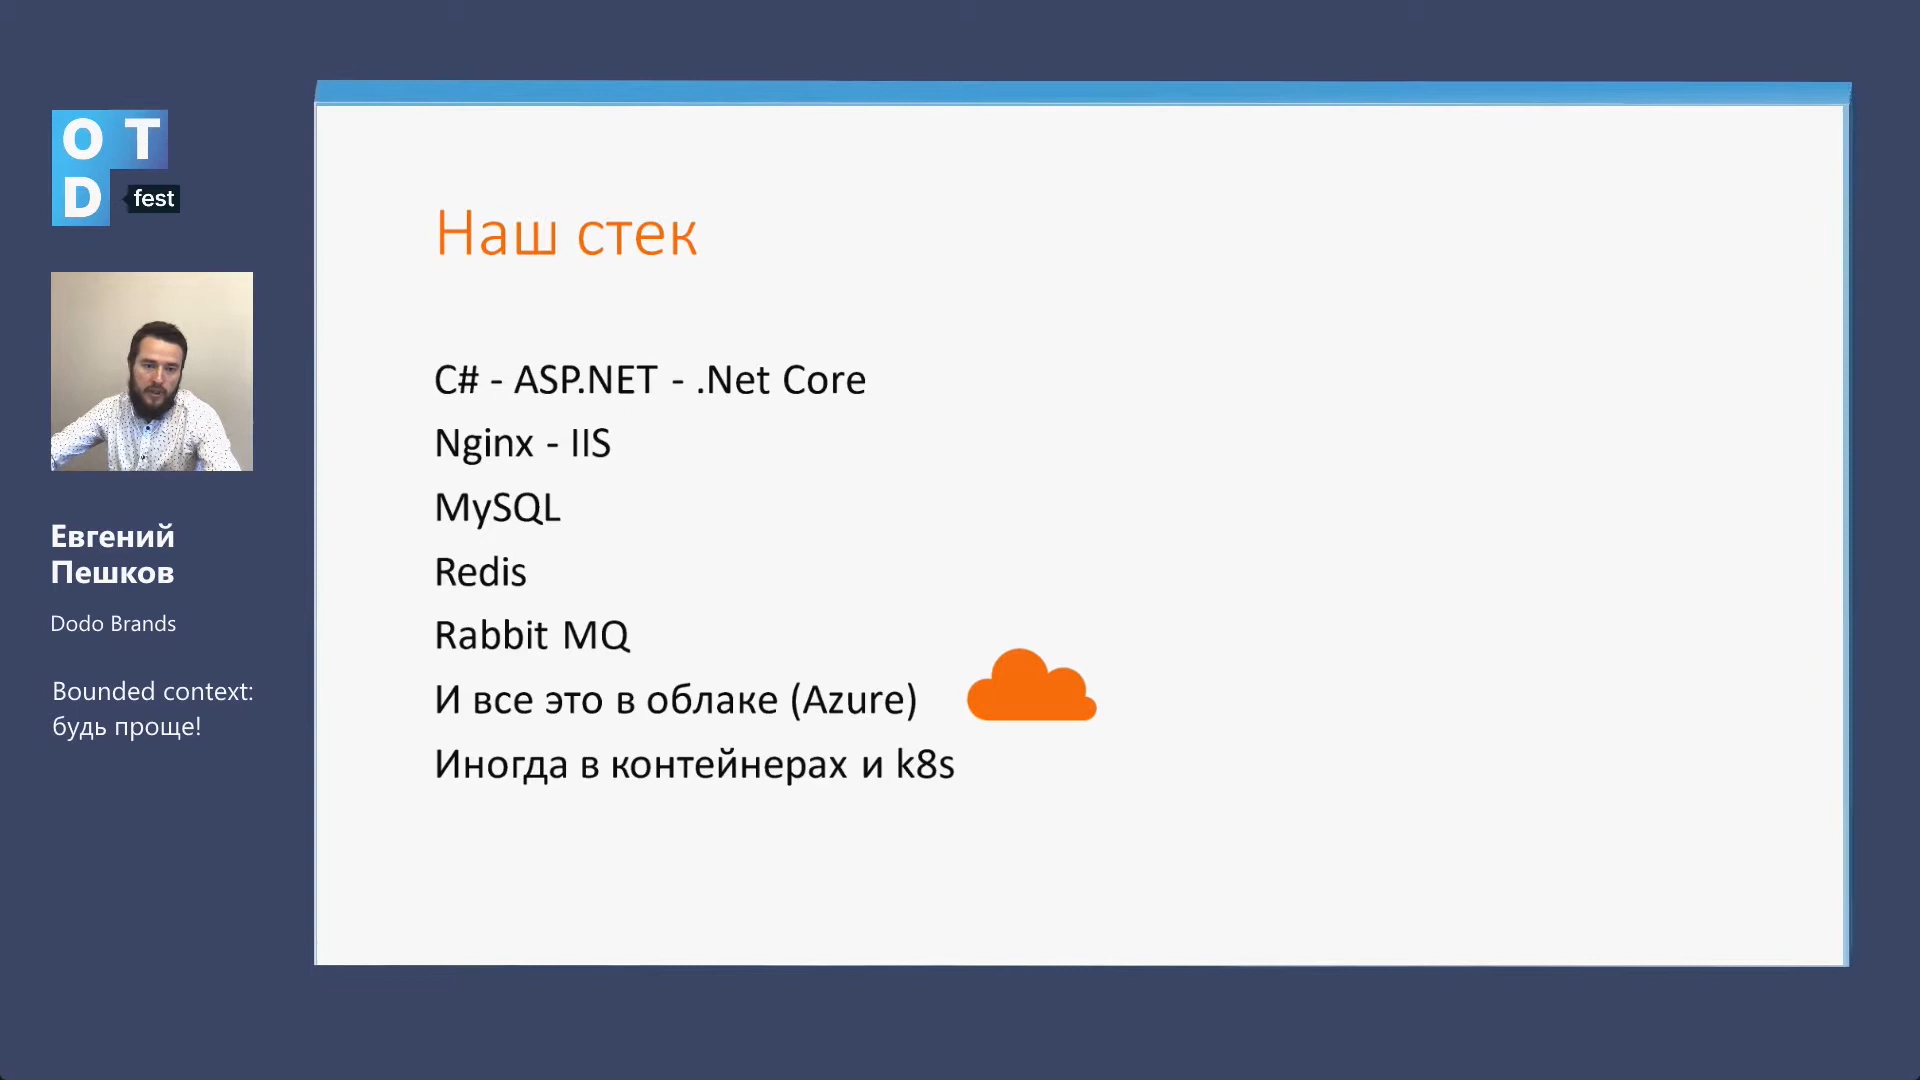 O T
D fest
Евгений
Пешков
Dodo Brands
Bounded context:
будь проще!
Наш стек
C# - ASP.NET - .Net Core
Nginx - IIS
MySQL
Redis
Rabbit MQ
И все это в облаке (Azure)
Иногда в контейнерах и k8s